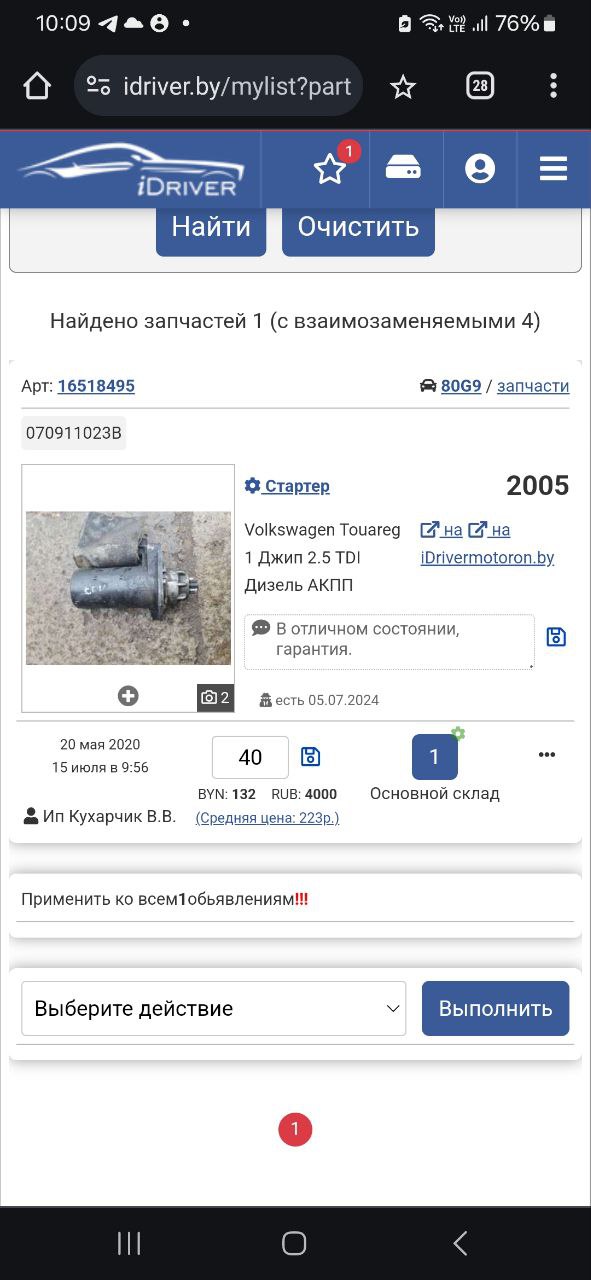 10:09 Vo)) LTE 76%
idriver.by/mylist?part 28
iDRIVER 1
Найти Очистить
Найдено запчастей 1 (с взаимозаменяемыми 4)
Арт: 16518495 80G9 / запчасти
070911023B
Стартер 2005
Volkswagen Touareg
1 Джип 2.5 TDI
Дизель АКПП
на на
iDrivermotoron.by
В отличном состоянии,
гарантия.
2
есть 05.07.2024
20 мая 2020
15 июля в 9:56
40
1
BYN: 132 RUB: 4000
Основной склад
Ип Кухарчик В.В.
(Средняя цена: 223р.)
Применить ко всем1обьявлениям!!!
Выберите действие Выполнить
1